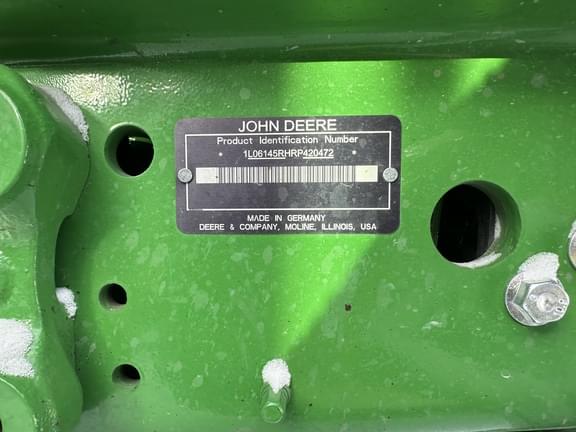 JOHN DEERE
Product Identification Number
* 1L06145RHRP420472 *
MADE IN GERMANY
DEERE & COMPANY, MOLINE, ILLINOIS, USA